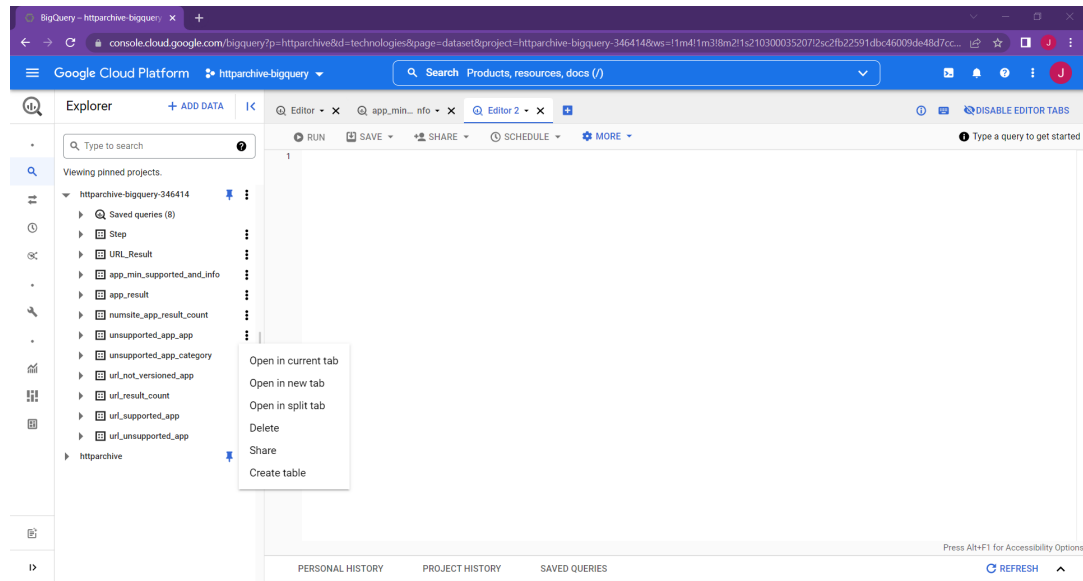 BigQuery – httparchive-bigquery
console.cloud.google.com/bigquery?p=httparchive&d=technologies&page=dataset&project=httparchive-bigquery-346414&ws=!1m4!1m3!8m2!1s210300035207!2sc2fb22591dbc46009de48d7cc...
J
Google Cloud Platform
httparchive-bigquery
Search Products, resources, docs (/)
J
Explorer
+ ADD DATA
Editor
app_min... nfo
Editor 2
DISABLE EDITOR TABS
RUN
SAVE
SHARE
SCHEDULE
MORE
Type a query to get started
Type to search
1
Viewing pinned projects.
httparchive-bigquery-346414
Saved queries (8)
Step
URL_Result
app_min_supported_and_info
app_result
numsite_app_result_count
unsupported_app_app
unsupported_app_category
url_not_versioned_app
url_result_count
url_supported_app
url_unsupported_app
httparchive
Open in current tab
Open in new tab
Open in split tab
Delete
Share
Create table
Press Alt+F1 for Accessibility Options
PERSONAL HISTORY
PROJECT HISTORY
SAVED QUERIES
REFRESH